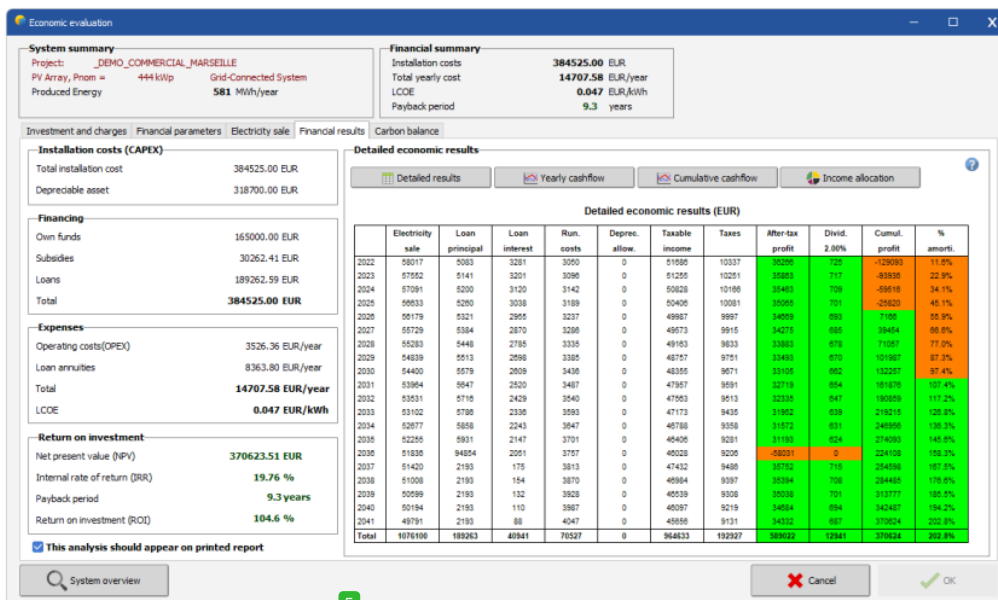 Economic evaluation
System summary
Project: _DEMO_COMMERCIAL_MARSEILLE
PV Array, Pnom = 444 kWp Grid-Connected System
Produced Energy 581 MWh/year
Financial summary
Installation costs 384525.00 EUR
Total yearly cost 14707.58 EUR/year
LCOE 0.047 EUR/kWh
Payback period 9.3 years
Investment and charges Financial parameters Electricity sale Financial results Carbon balance
Installation costs (CAPEX)
Total installation cost 384525.00 EUR
Depreciable asset 318700.00 EUR
Financing
Own funds 165000.00 EUR
Subsidies 30262.41 EUR
Loans 189262.59 EUR
Total 384525.00 EUR
Expenses
Operating costs(OPEX) 3526.36 EUR/year
Loan annuities 8363.80 EUR/year
Total 14707.58 EUR/year
LCOE 0.047 EUR/kWh
Return on investment
Net present value (NPV) 370623.51 EUR
Internal rate of return (IRR) 19.76 %
Payback period 9.3 years
Return on investment (ROI) 104.6 %
This analysis should appear on printed report
Detailed economic results
Detailed results Yearly cashflow Cumulative cashflow Income allocation
Detailed economic results (EUR)
Electricity Loan Loan Run. Deprec. Taxable Taxes After-tax Divid. Cumul. %
sale principal interest costs allow. income profit 2.00% profit amorti.
2022 58017 5083 3281 3050 0 51686 10337 36266 725 -129093 11.6%
2023 57552 5141 3201 3096 0 51255 10251 35863 717 -93936 22.9%
2024 57091 5200 3120 3142 0 50828 10166 35463 709 -59516 34.1%
2025 56633 5260 3038 3189 0 50406 10081 35065 701 -25820 45.1%
2026 56179 5321 2955 3237 0 49987 9997 34669 693 7166 55.9%
2027 55729 5384 2870 3286 0 49573 9915 34275 685 39454 66.6%
2028 55283 5448 2785 3335 0 49163 9833 33883 678 71057 77.0%
2029 54839 5513 2698 3385 0 48757 9751 33493 670 101987 87.3%
2030 54400 5579 2609 3436 0 48355 9671 33105 662 132257 97.4%
2031 53964 5647 2520 3487 0 47957 9591 32719 654 161876 107.4%
2032 53531 5716 2429 3540 0 47563 9513 32335 647 190859 117.2%
2033 53102 5786 2336 3593 0 47173 9435 31952 639 219215 126.8%
2034 52677 5858 2243 3647 0 46788 9358 31572 631 246956 136.3%
2035 52255 5931 2147 3701 0 46406 9281 31193 624 274093 145.6%
2036 51836 94854 2051 3757 0 46028 9206 -58031 0 224108 158.3%
2037 51420 2193 175 3813 0 47432 9486 35752 715 254598 167.5%
2038 51008 2193 154 3870 0 46984 9397 35394 708 284485 176.6%
2039 50599 2193 132 3928 0 46539 9308 35038 701 313777 185.5%
2040 50194 2193 110 3987 0 46097 9219 34684 694 342487 194.2%
2041 49791 2193 88 4047 0 45656 9131 34332 687 370624 202.8%
Total 1076100 189263 40941 70527 0 964633 192927 589022 12941 370624 202.8%
System overview Cancel OK